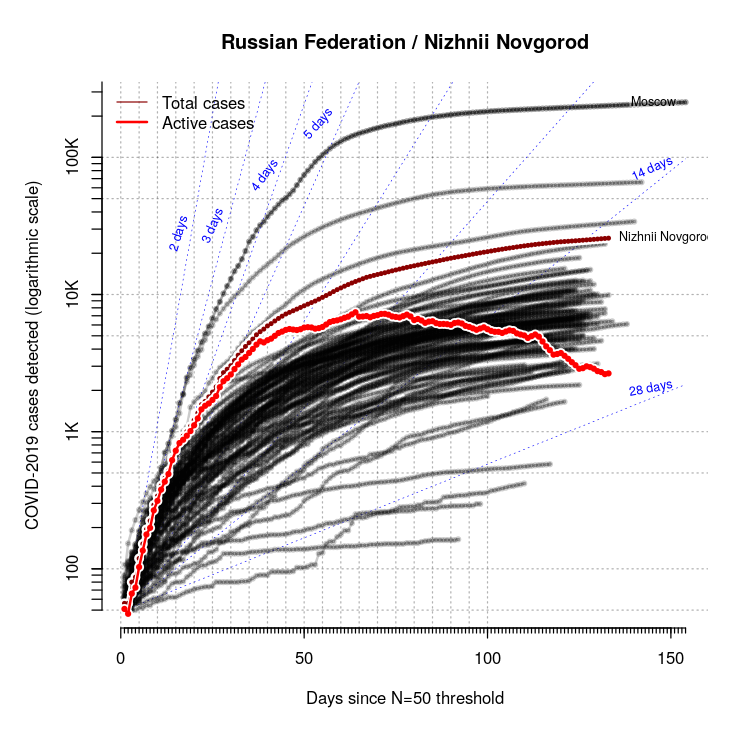 Russian Federation / Nizhnii Novgorod
Total cases
Active cases
Moscow
Nizhnii Novgoro
2 days
3 days
4 days
5 days
14 days
28 days
COVID-2019 cases detected (logarithmic scale)
100K
10K
1K
100
0
50
100
150
Days since N=50 threshold